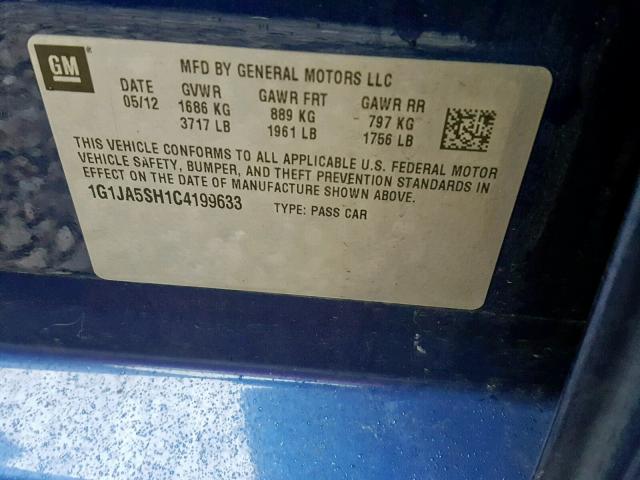 GM
MFD BY GENERAL MOTORS LLC
DATE GVWR GAWR FRT GAWR RR
05/12 1686 KG 889 KG 797 KG
3717 LB 1961 LB 1756 LB
THIS VEHICLE CONFORMS TO ALL APPLICABLE U.S. FEDERAL MOTOR
VEHICLE SAFETY, BUMPER, AND THEFT PREVENTION STANDARDS IN
EFFECT ON THE DATE OF MANUFACTURE SHOWN ABOVE.
1G1JA5SH1C4199633 TYPE: PASS CAR